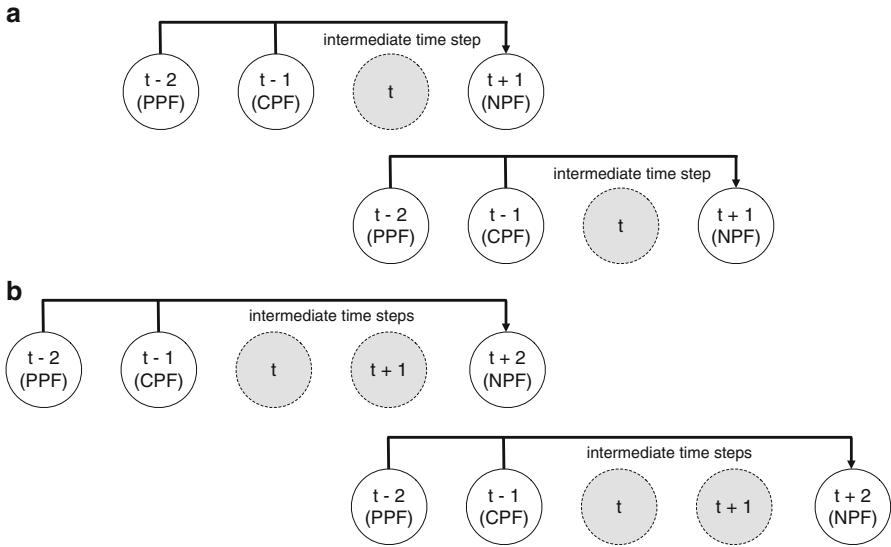 a
intermediate time step
t - 2
(PPF)
t - 1
(CPF)
t
t + 1
(NPF)
intermediate time step
t - 2
(PPF)
t - 1
(CPF)
t
t + 1
(NPF)
b
intermediate time steps
t - 2
(PPF)
t - 1
(CPF)
t
t + 1
t + 2
(NPF)
intermediate time steps
t - 2
(PPF)
t - 1
(CPF)
t
t + 1
t + 2
(NPF)